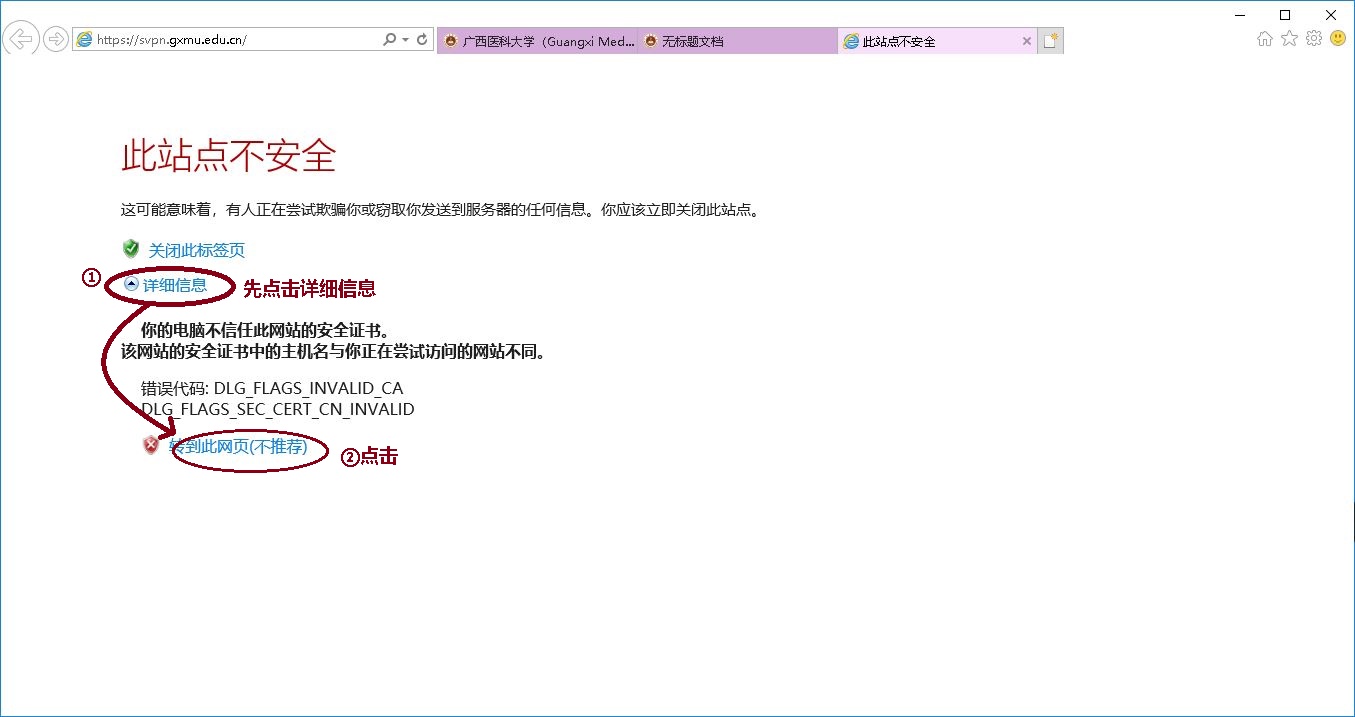 https://svpn.gxmu.edu.cn/
广西医科大学（Guangxi Med...
无标题文档
此站点不安全
此站点不安全
这可能意味着，有人正在尝试欺骗你或窃取你发送到服务器的任何信息。你应该立即关闭此站点。
关闭此标签页
① 详细信息 先点击详细信息
你的电脑不信任此网站的安全证书。
该网站的安全证书中的主机名与你正在尝试访问的网站不同。
错误代码: DLG_FLAGS_INVALID_CA
DLG_FLAGS_SEC_CERT_CN_INVALID
转到此网页(不推荐) ②点击